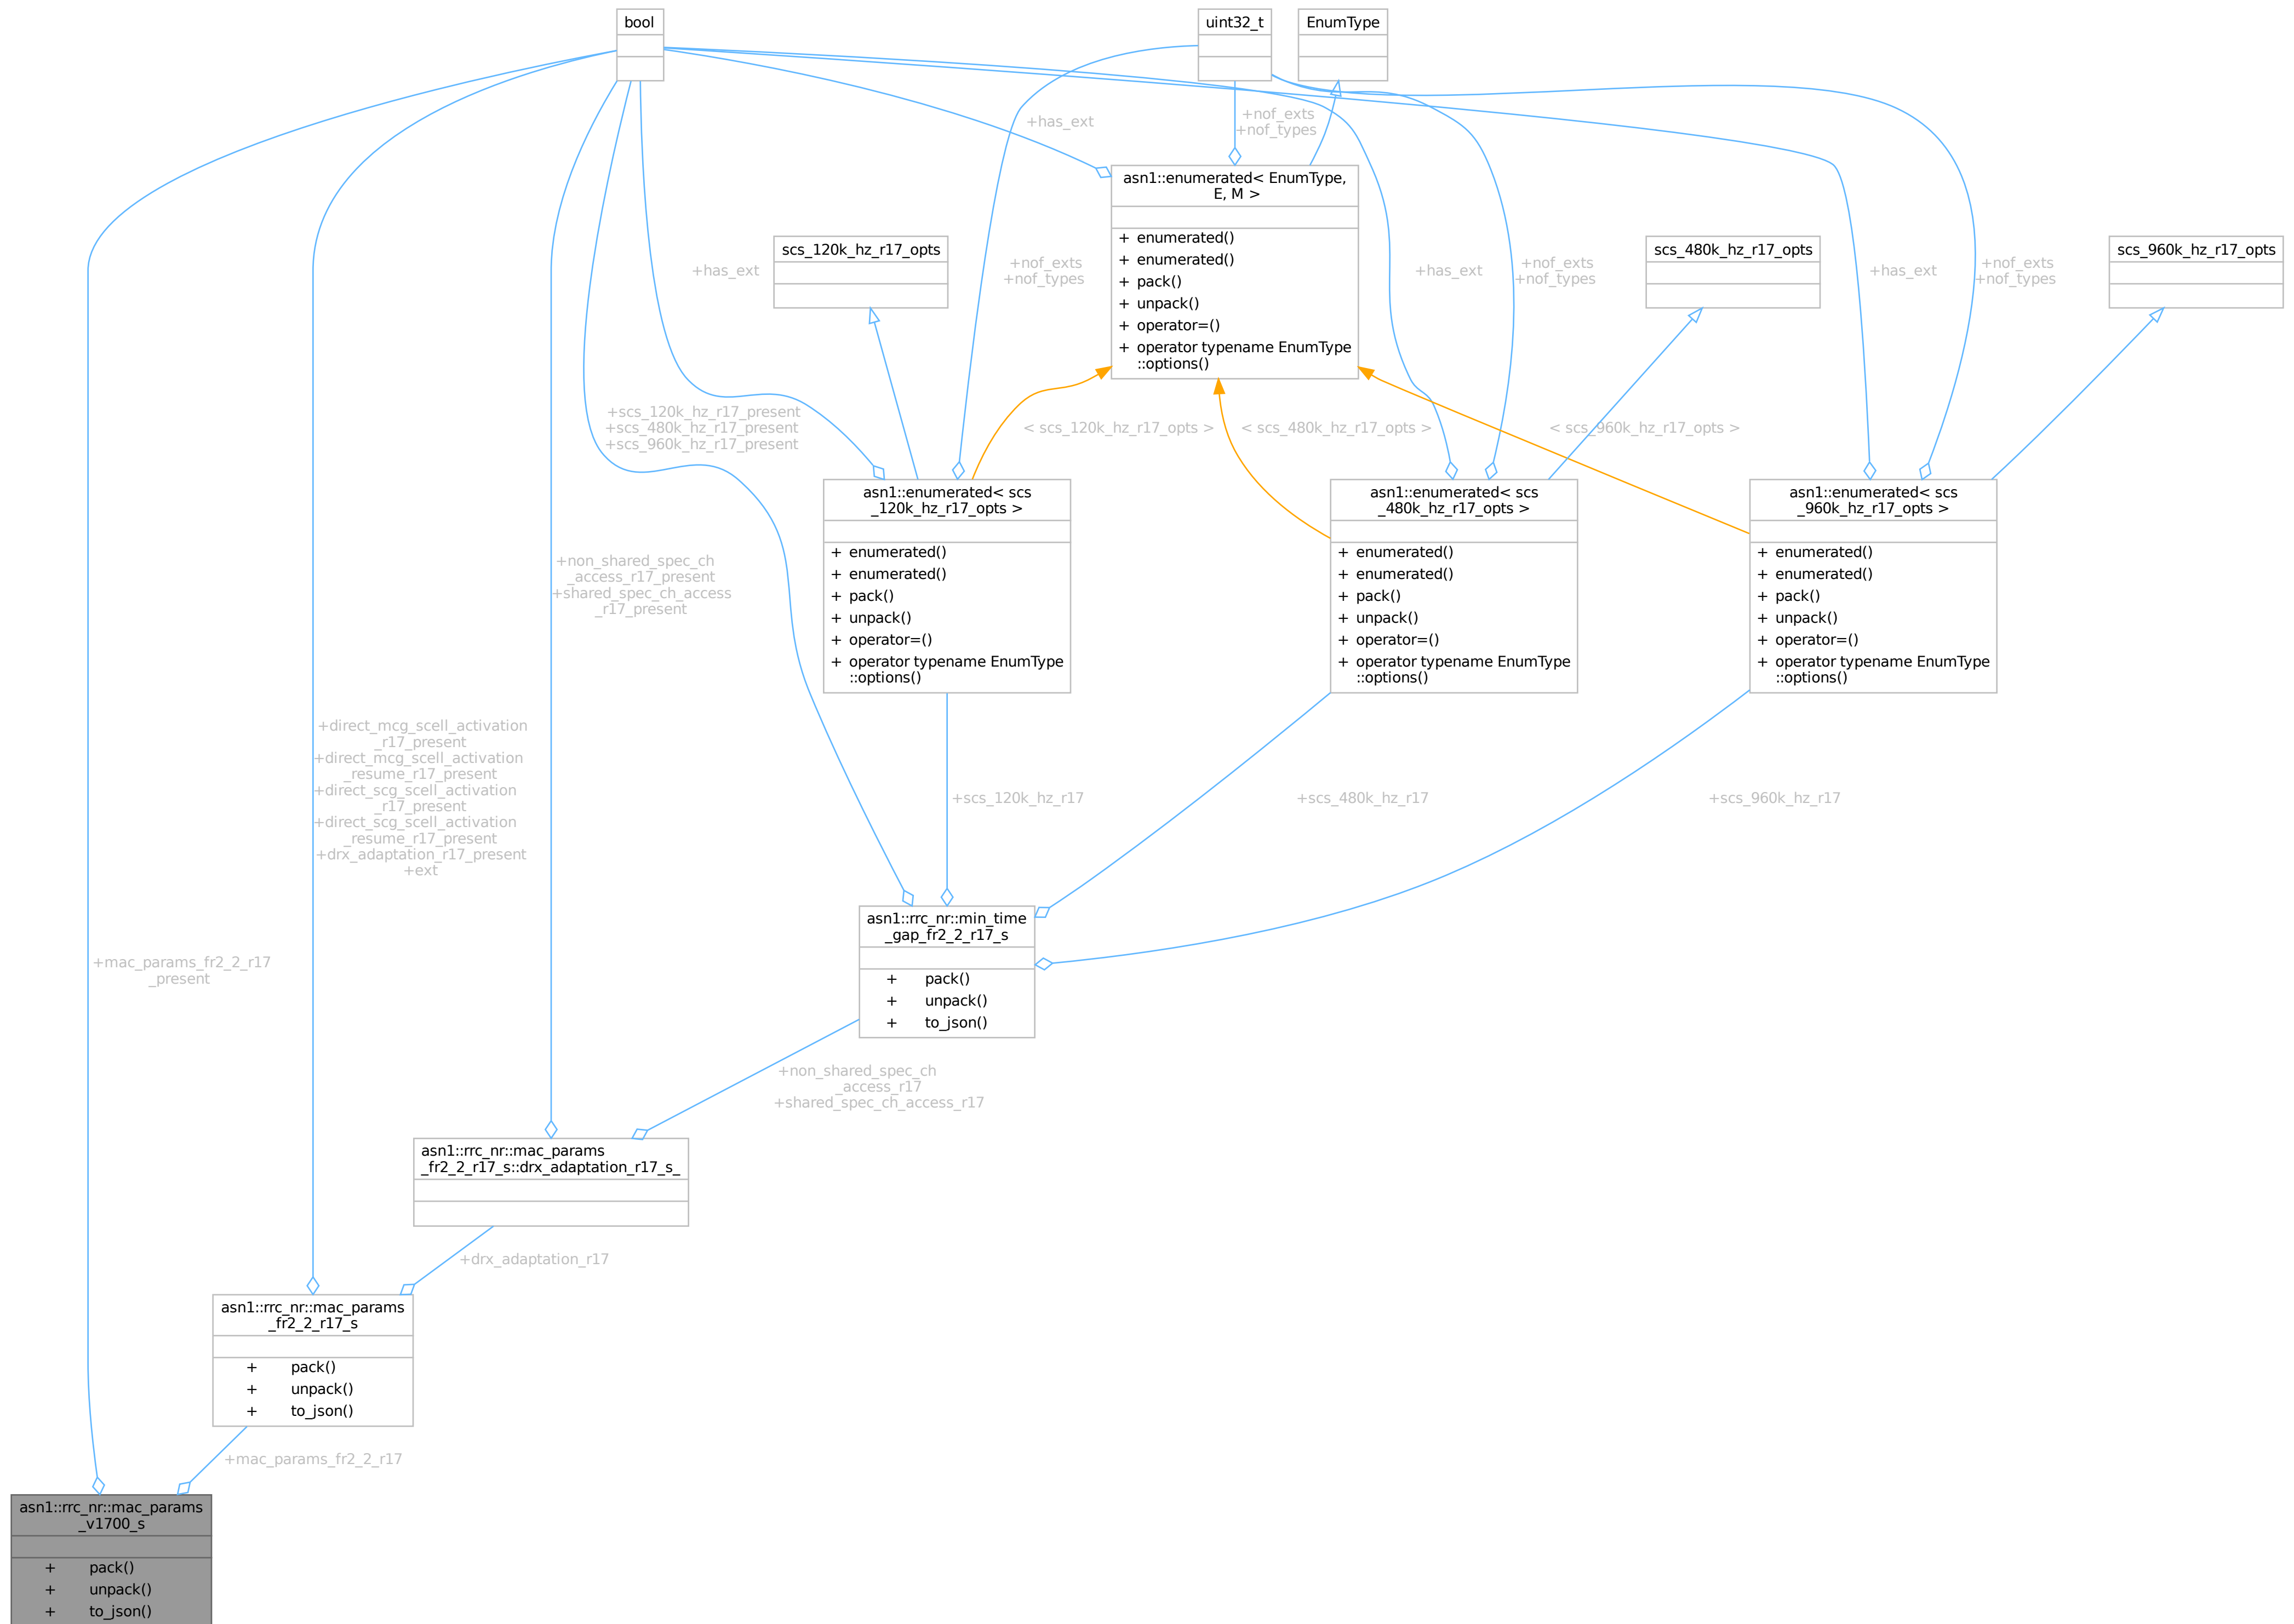 bool
uint32_t
EnumType
+has_ext
+nof_exts
+nof_types
asn1::enumerated< EnumType,
E, M >
+ enumerated()
+ enumerated()
+ pack()
+ unpack()
+ operator=()
+ operator typename EnumType
::options()
scs_120k_hz_r17_opts
scs_480k_hz_r17_opts
scs_960k_hz_r17_opts
+has_ext
+nof_exts
+nof_types
+has_ext
+nof_exts
+nof_types
+has_ext
+nof_exts
+nof_types
+scs_120k_hz_r17_present
+scs_480k_hz_r17_present
+scs_960k_hz_r17_present
< scs_120k_hz_r17_opts >
< scs_480k_hz_r17_opts >
< scs_960k_hz_r17_opts >
asn1::enumerated< scs
_120k_hz_r17_opts >
+ enumerated()
+ enumerated()
+ pack()
+ unpack()
+ operator=()
+ operator typename EnumType
::options()
asn1::enumerated< scs
_480k_hz_r17_opts >
+ enumerated()
+ enumerated()
+ pack()
+ unpack()
+ operator=()
+ operator typename EnumType
::options()
asn1::enumerated< scs
_960k_hz_r17_opts >
+ enumerated()
+ enumerated()
+ pack()
+ unpack()
+ operator=()
+ operator typename EnumType
::options()
+non_shared_spec_ch
_access_r17_present
+shared_spec_ch_access
_r17_present
+direct_mcg_scell_activation
_r17_present
+direct_mcg_scell_activation
_resume_r17_present
+direct_scg_scell_activation
_r17_present
+direct_scg_scell_activation
_resume_r17_present
+drx_adaptation_r17_present
+ext
+scs_120k_hz_r17
+scs_480k_hz_r17
+scs_960k_hz_r17
+mac_params_fr2_2_r17
_present
asn1::rrc_nr::min_time
_gap_fr2_2_r17_s
+ pack()
+ unpack()
+ to_json()
+non_shared_spec_ch
_access_r17
+shared_spec_ch_access_r17
asn1::rrc_nr::mac_params
_fr2_2_r17_s::drx_adaptation_r17_s_
+drx_adaptation_r17
asn1::rrc_nr::mac_params
_fr2_2_r17_s
+ pack()
+ unpack()
+ to_json()
+mac_params_fr2_2_r17
asn1::rrc_nr::mac_params
_v1700_s
+ pack()
+ unpack()
+ to_json()